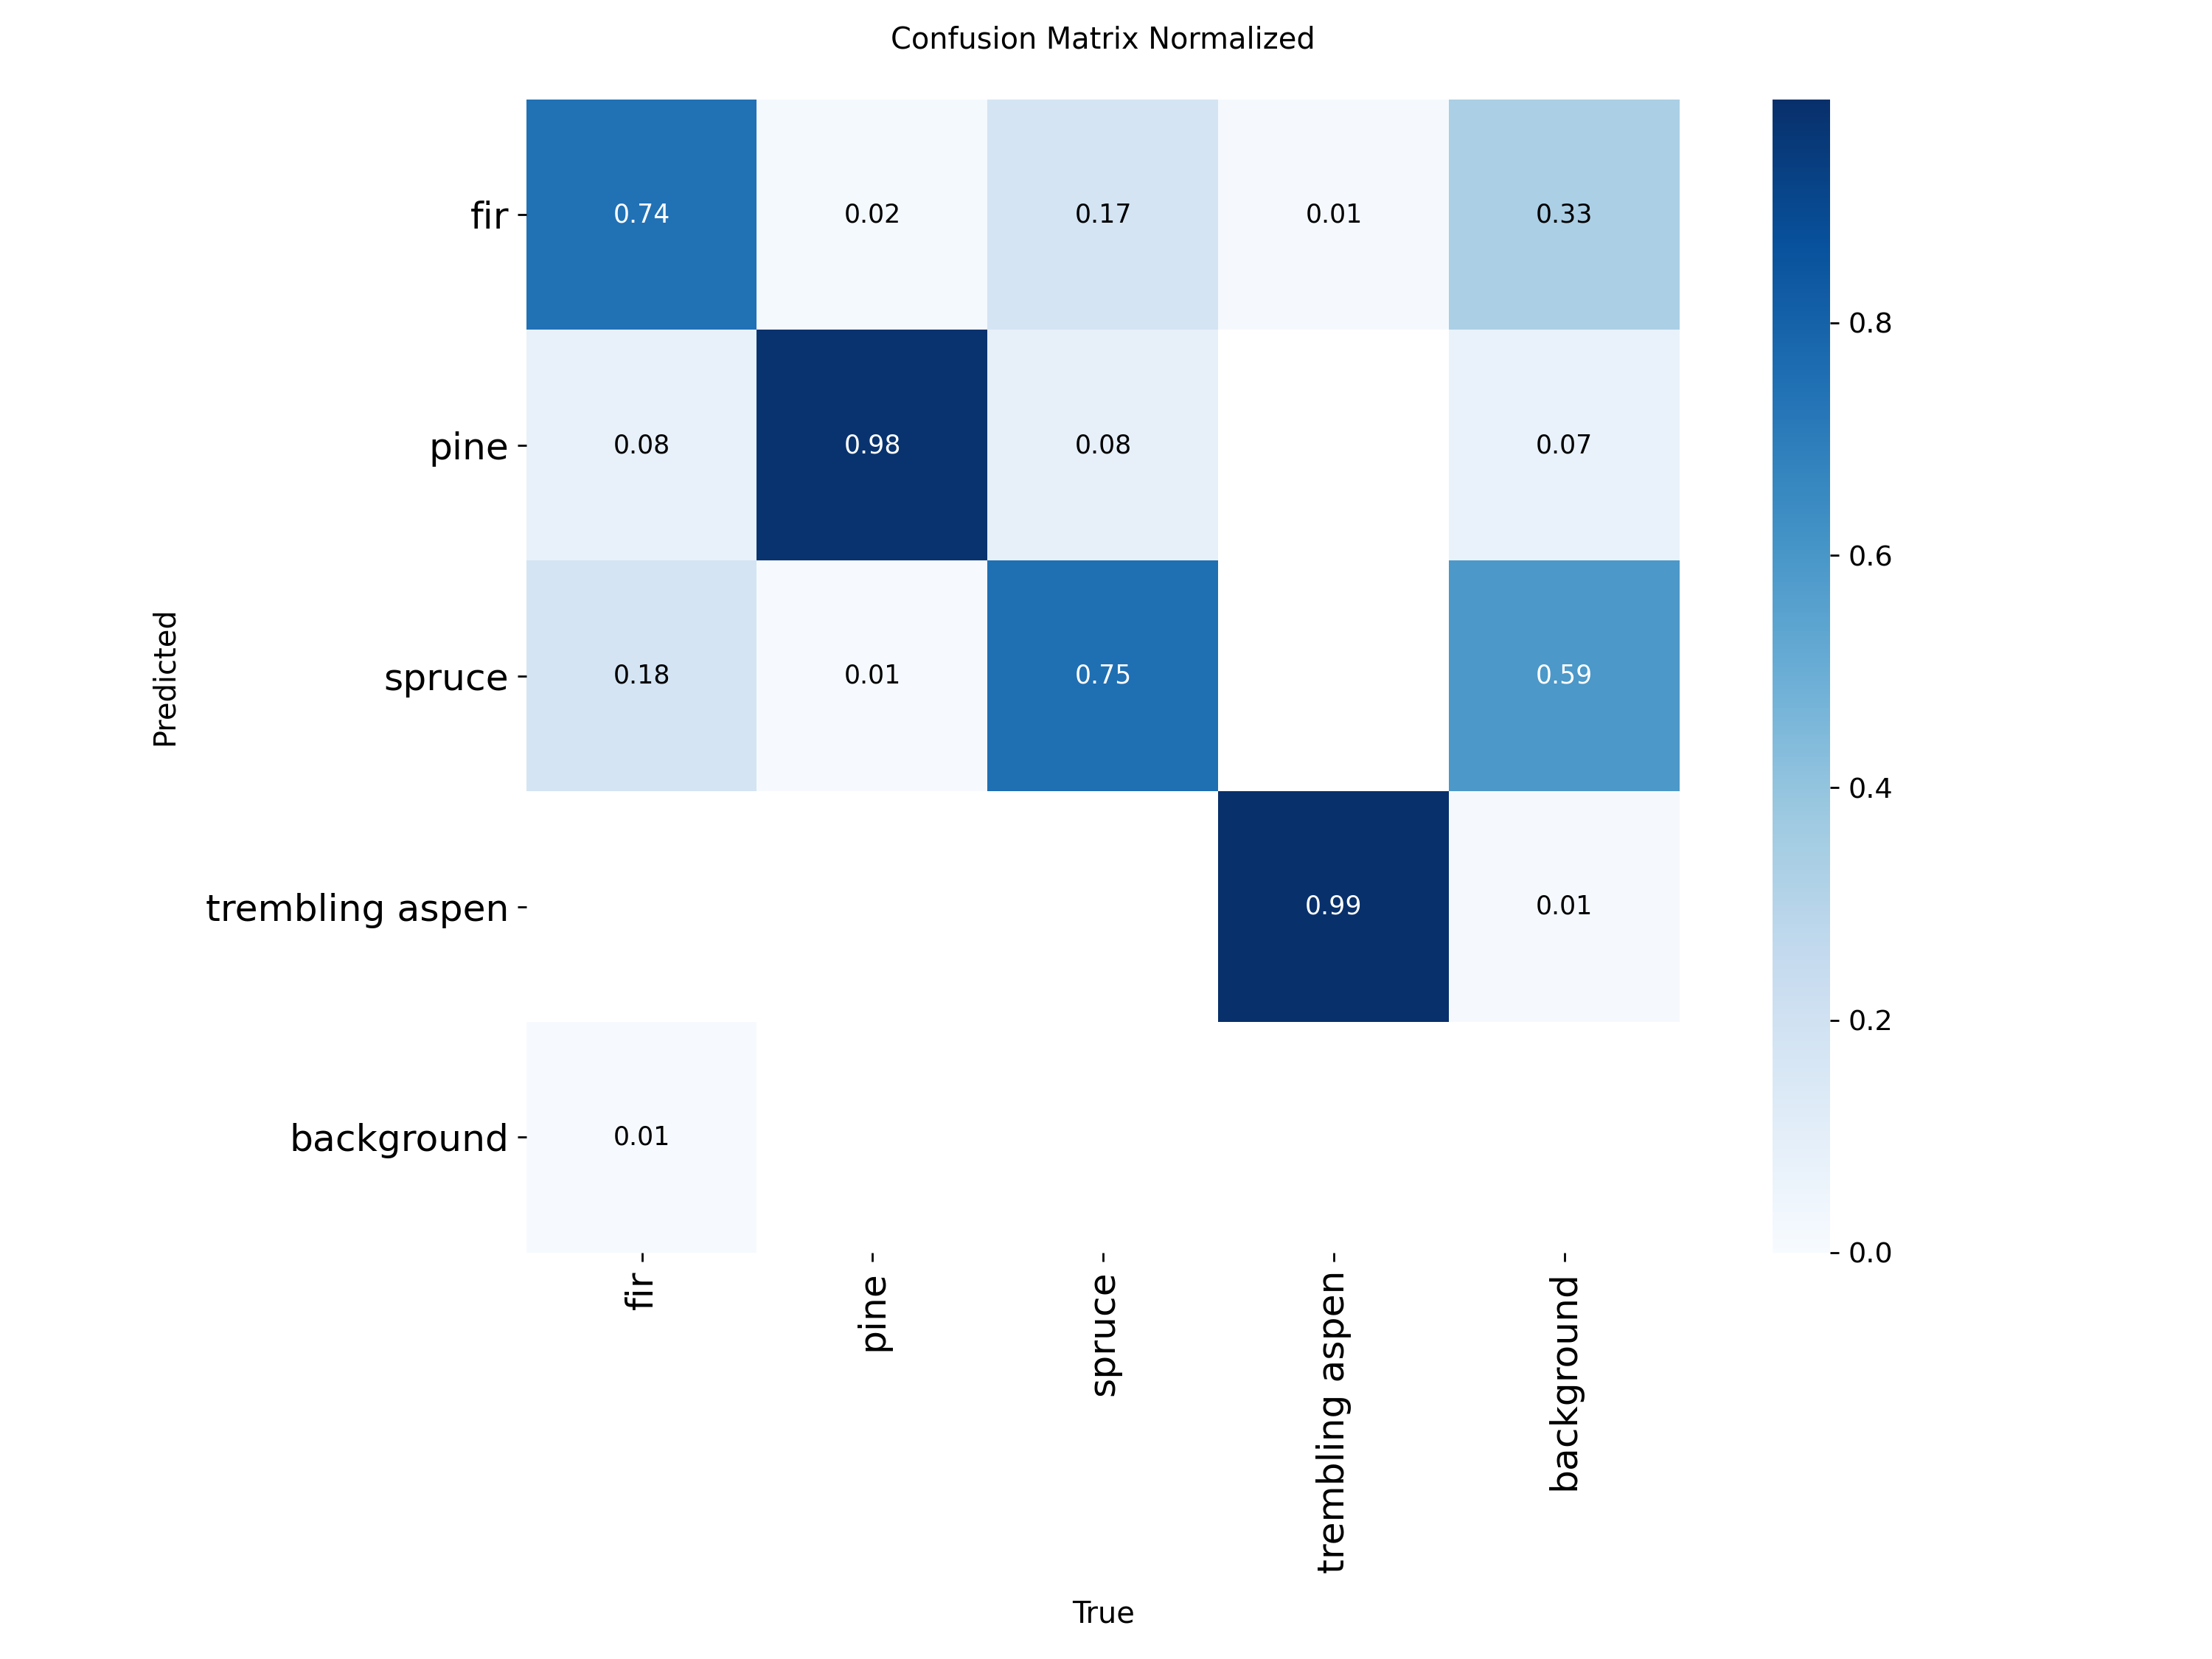 Confusion Matrix Normalized
fir
0.74
0.02
0.17
0.01
0.33
pine
0.08
0.98
0.08
0.07
spruce
0.18
0.01
0.75
0.59
trembling aspen
0.99
0.01
background
0.01
Predicted
fir
pine
spruce
trembling aspen
background
True
0.8
0.6
0.4
0.2
0.0